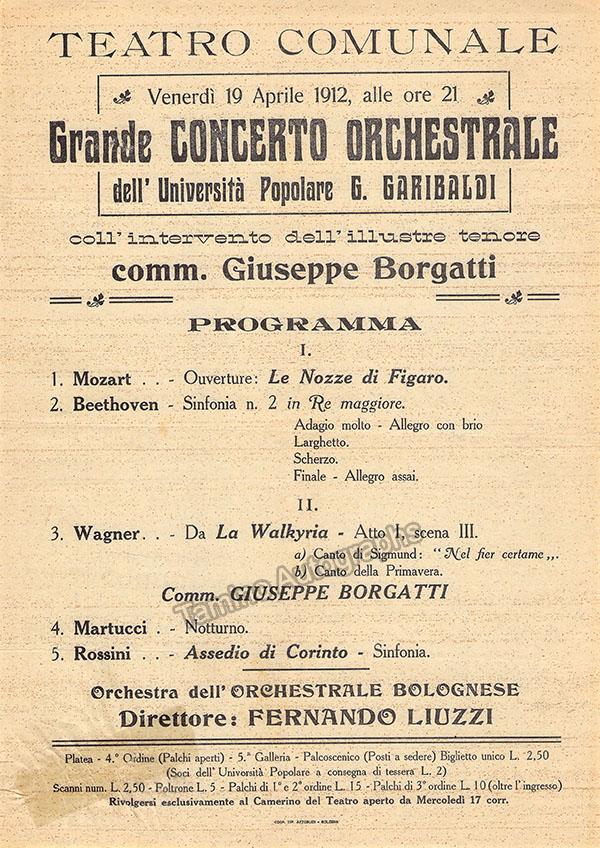 TEATRO COMUNALE
Venerdì 19 Aprile 1912, alle ore 21
Grande CONCERTO ORCHESTRALE
dell' Università Popolare G. GARIBALDI
coll'intervento dell'illustre tenore
comm. Giuseppe Borgatti
PROGRAMMA
I.
1. Mozart . . - Ouverture: Le Nozze di Figaro.
2. Beethoven - Sinfonia n. 2 in Re maggiore.
Adagio molto - Allegro con brio
Larghetto.
Scherzo.
Finale - Allegro assai.
II.
3. Wagner. . - Da La Walkyria - Atto I, scena III.
a) Canto di Sigmund: "Nel fier certame„.
b) Canto della Primavera.
Comm. GIUSEPPE BORGATTI
Tamino Autographs
4. Martucci . - Notturno.
5. Rossini . . - Assedio di Corinto - Sinfonia.
Orchestra dell'ORCHESTRALE BOLOGNESE
Direttore: FERNANDO LIUZZI
Platea - 4.º Ordine (Palchi aperti) - 5.ª Galleria - Palcoscenico (Posti a sedere) Biglietto unico L. 2,50
(Soci dell'Università Popolare a consegna di tessera L. 2)
Scanni num. L. 2,50 - Poltrone L. 5 - Palchi di 1º e 2º ordine L. 15 - Palchi di 3º ordine L. 10 (oltre l'ingresso)
Rivolgersi esclusivamente al Camerino del Teatro aperto da Mercoledì 17 corr.